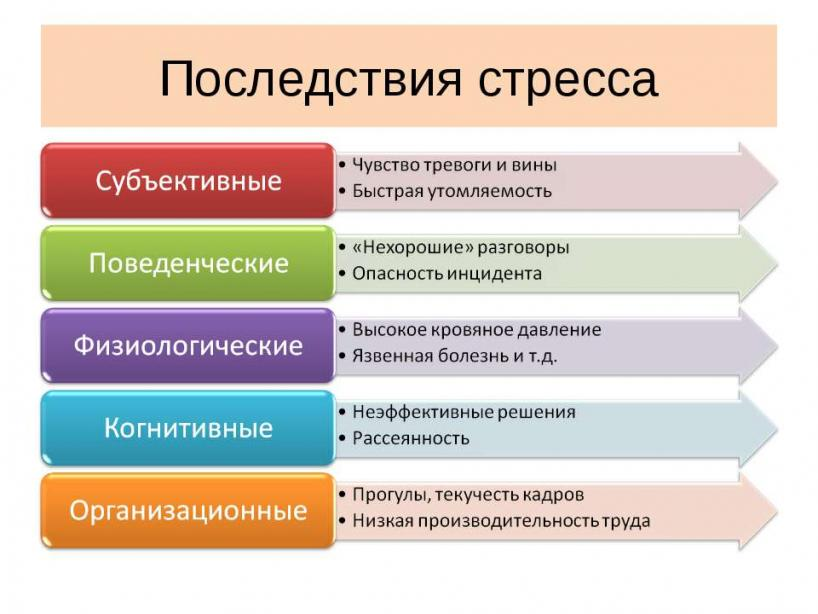 Последствия стресса
Субъективные
• Чувство тревоги и вины
• Быстрая утомляемость
Поведенческие
• «Нехорошие» разговоры
• Опасность инцидента
Физиологические
• Высокое кровяное давление
• Язвенная болезнь и т.д.
Когнитивные
• Неэффективные решения
• Рассеянность
Организационные
• Прогулы, текучесть кадров
• Низкая производительность труда